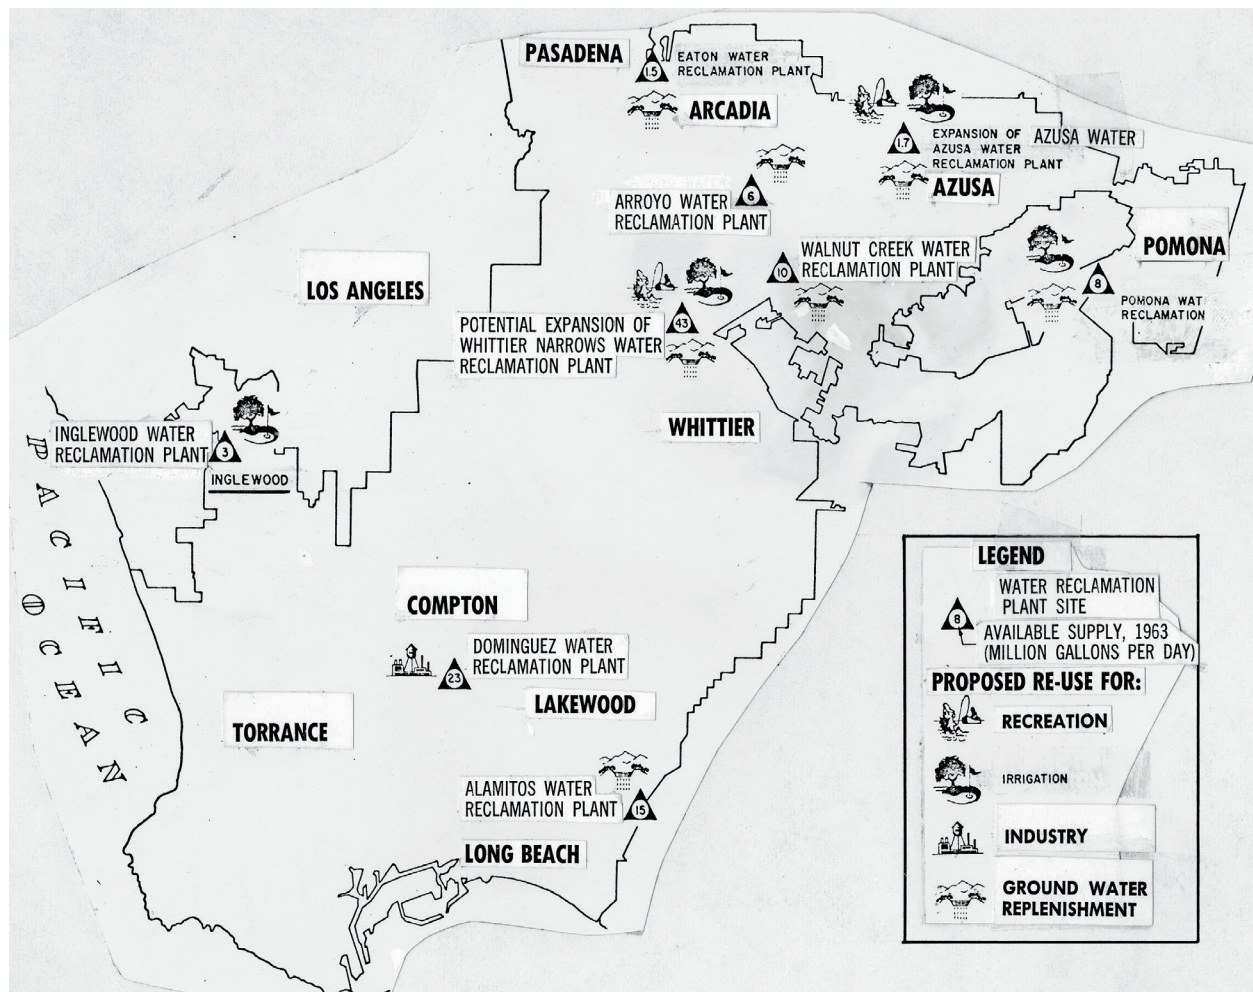 PASADENA
1.5
EATON WATER
RECLAMATION PLANT
ARCADIA
1.7
EXPANSION OF
AZUSA WATER
RECLAMATION PLANT
AZUSA WATER
AZUSA
ARROYO WATER
RECLAMATION PLANT
6
POMONA
WALNUT CREEK WATER
RECLAMATION PLANT
10
8
POMONA WAT
RECLAMATION
LOS ANGELES
POTENTIAL EXPANSION OF
WHITTIER NARROWS WATER
RECLAMATION PLANT
43
WHITTIER
INGLEWOOD WATER
RECLAMATION PLANT
3
INGLEWOOD
PACIFIC
OCEAN
COMPTON
DOMINGUEZ WATER
RECLAMATION PLANT
23
LAKEWOOD
TORRANCE
ALAMITOS WATER
RECLAMATION PLANT
15
LONG BEACH
LEGEND
WATER RECLAMATION
PLANT SITE
8
AVAILABLE SUPPLY, 1963
(MILLION GALLONS PER DAY)
PROPOSED RE-USE FOR:
RECREATION
IRRIGATION
INDUSTRY
GROUND WATER
REPLENISHMENT